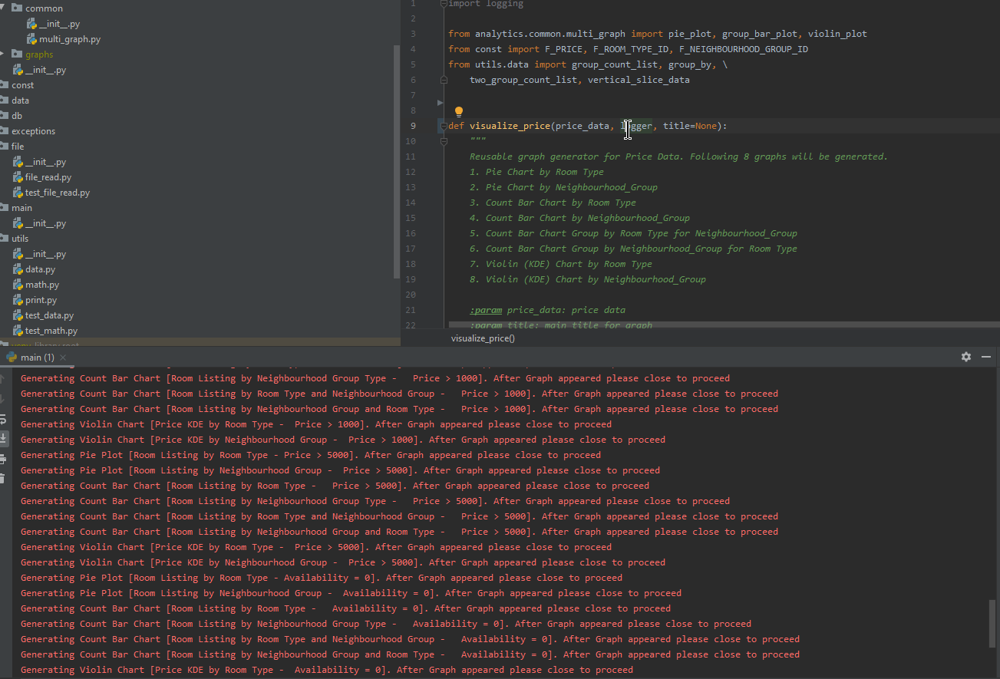 common
__init__.py
multi_graph.py
graphs
__init__.py
const
data
db
exceptions
file
__init__.py
file_read.py
test_file_read.py
main
__init__.py
utils
__init__.py
data.py
math.py
print.py
test_data.py
test_math.py
1 import logging
2
3 from analytics.common.multi_graph import pie_plot, group_bar_plot, violin_plot
4 from const import F_PRICE, F_ROOM_TYPE_ID, F_NEIGHBOURHOOD_GROUP_ID
5 from utils.data import group_count_list, group_by, \
6 two_group_count_list, vertical_slice_data
7
8
9 def visualize_price(price_data, logger, title=None):
10 """
11 Reusable graph generator for Price Data. Following 8 graphs will be generated.
12 1. Pie Chart by Room Type
13 2. Pie Chart by Neighbourhood_Group
14 3. Count Bar Chart by Room Type
15 4. Count Bar Chart by Neighbourhood_Group
16 5. Count Bar Chart Group by Room Type for Neighbourhood_Group
17 6. Count Bar Chart Group by Neighbourhood_Group for Room Type
18 7. Violin (KDE) Chart by Room Type
19 8. Violin (KDE) Chart by Neighbourhood_Group
20
21 :param price_data: price data
22 :param title: main title for graph
visualize_price()
main (1)
Generating Count Bar Chart [Room Listing by Neighbourhood Group Type -   Price > 1000]. After Graph appeared please close to proceed
Generating Count Bar Chart [Room Listing by Room Type and Neighbourhood Group -   Price > 1000]. After Graph appeared please close to proceed
Generating Count Bar Chart [Room Listing by Neighbourhood Group and Room Type -   Price > 1000]. After Graph appeared please close to proceed
Generating Violin Chart [Price KDE by Room Type -  Price > 1000]. After Graph appeared please close to proceed
Generating Violin Chart [Price KDE by Neighbourhood Group -  Price > 1000]. After Graph appeared please close to proceed
Generating Pie Plot [Room Listing by Room Type - Price > 5000]. After Graph appeared please close to proceed
Generating Pie Plot [Room Listing by Neighbourhood Group -  Price > 5000]. After Graph appeared please close to proceed
Generating Count Bar Chart [Room Listing by Room Type -   Price > 5000]. After Graph appeared please close to proceed
Generating Count Bar Chart [Room Listing by Neighbourhood Group Type -   Price > 5000]. After Graph appeared please close to proceed
Generating Count Bar Chart [Room Listing by Room Type and Neighbourhood Group -   Price > 5000]. After Graph appeared please close to proceed
Generating Count Bar Chart [Room Listing by Neighbourhood Group and Room Type -   Price > 5000]. After Graph appeared please close to proceed
Generating Violin Chart [Price KDE by Room Type -  Price > 5000]. After Graph appeared please close to proceed
Generating Violin Chart [Price KDE by Neighbourhood Group -  Price > 5000]. After Graph appeared please close to proceed
Generating Pie Plot [Room Listing by Room Type - Availability = 0]. After Graph appeared please close to proceed
Generating Pie Plot [Room Listing by Neighbourhood Group -  Availability = 0]. After Graph appeared please close to proceed
Generating Count Bar Chart [Room Listing by Room Type -   Availability = 0]. After Graph appeared please close to proceed
Generating Count Bar Chart [Room Listing by Neighbourhood Group Type -   Availability = 0]. After Graph appeared please close to proceed
Generating Count Bar Chart [Room Listing by Room Type and Neighbourhood Group -   Availability = 0]. After Graph appeared please close to proceed
Generating Count Bar Chart [Room Listing by Neighbourhood Group and Room Type -   Availability = 0]. After Graph appeared please close to proceed
Generating Violin Chart [Price KDE by Room Type -  Availability = 0]. After Graph appeared please close to proceed